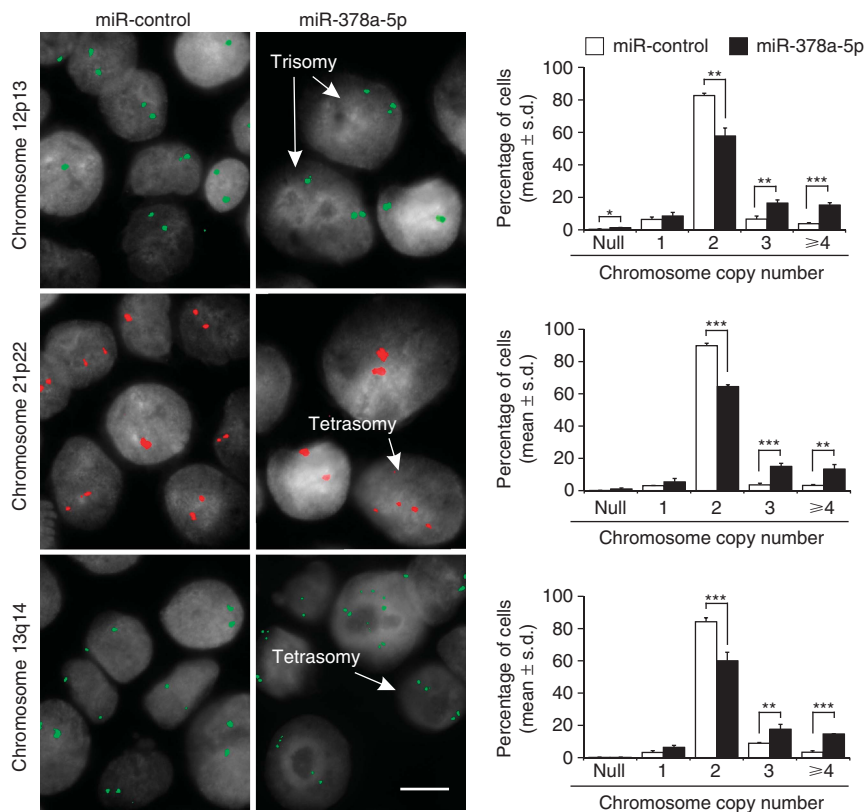 miR-control
miR-378a-5p
Chromosome 12p13
Trisomy
Chromosome 21p22
Tetrasomy
Chromosome 13q14
Tetrasomy
miR-control
miR-378a-5p
Percentage of cells
(mean ± s.d.)
100
80
60
40
20
0
*
**
**
***
Null 1 2 3 ⩾4
Chromosome copy number
Percentage of cells
(mean ± s.d.)
100
80
60
40
20
0
***
***
**
Null 1 2 3 ⩾4
Chromosome copy number
Percentage of cells
(mean ± s.d.)
100
80
60
40
20
0
***
**
***
Null 1 2 3 ⩾4
Chromosome copy number